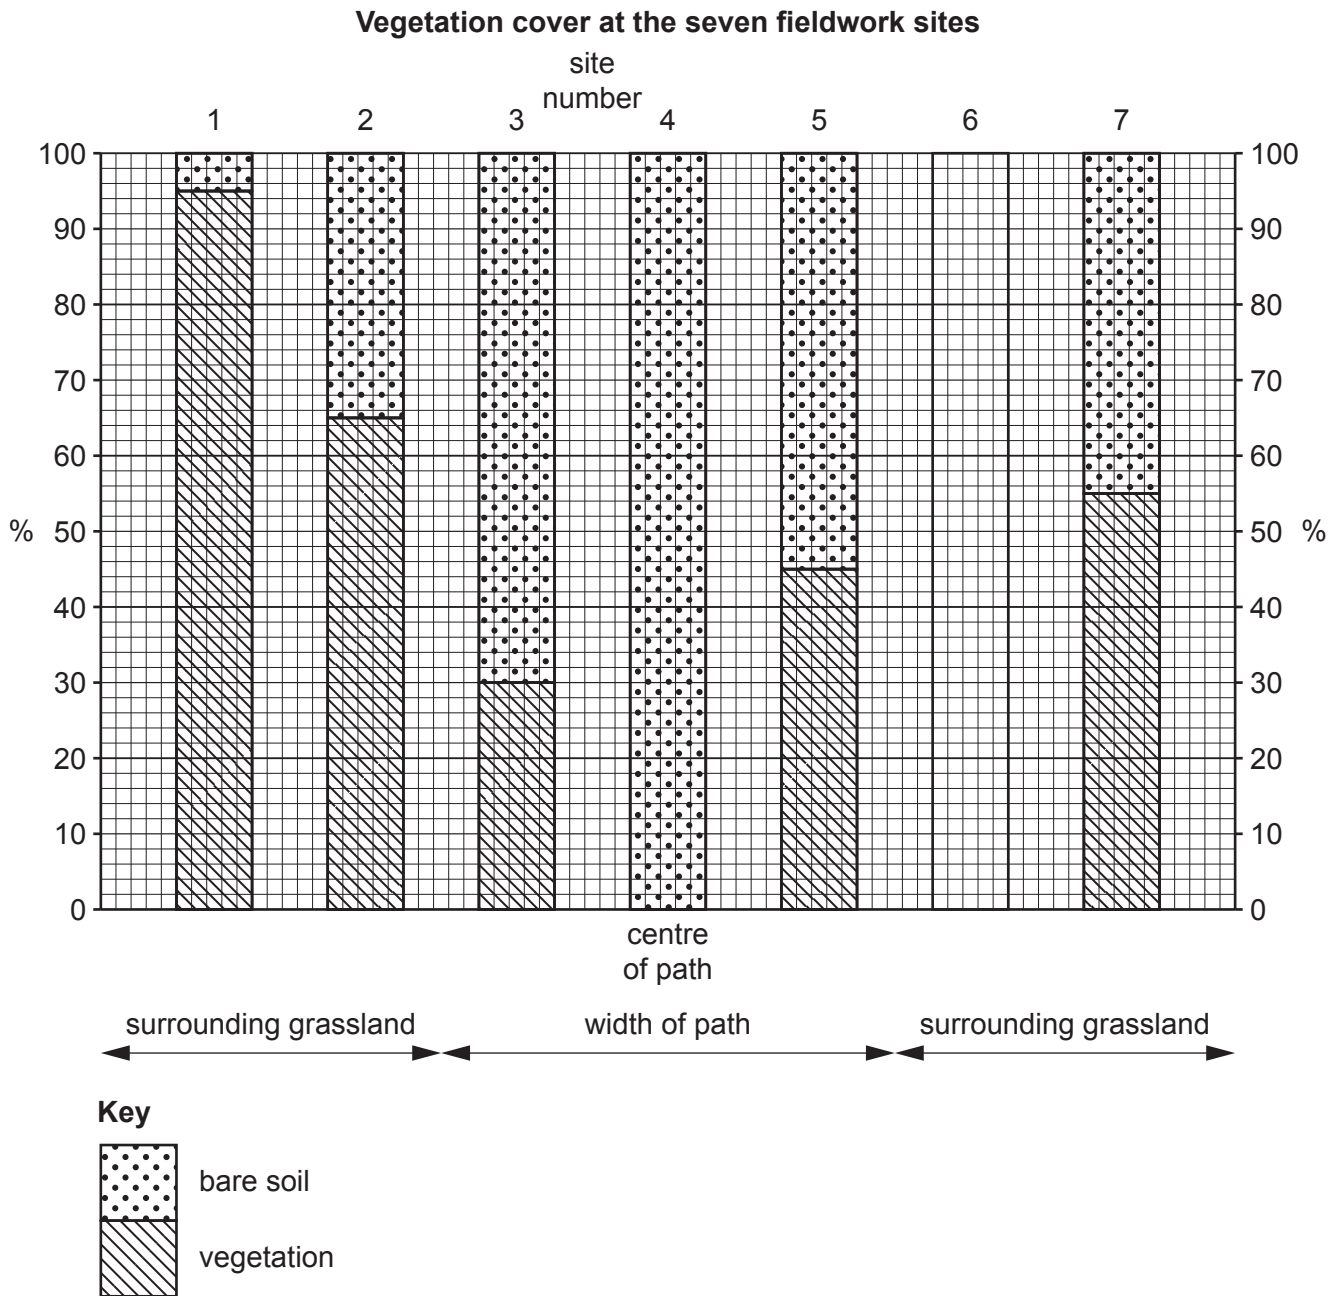 Vegetation cover at the seven fieldwork sites
site
number
1 2 3 4 5 6 7
100 100
90 90
80 80
70 70
60 60
% 50 50 %
40 40
30 30
20 20
10 10
0 0
centre
of path
surrounding grassland width of path surrounding grassland
Key
bare soil
vegetation